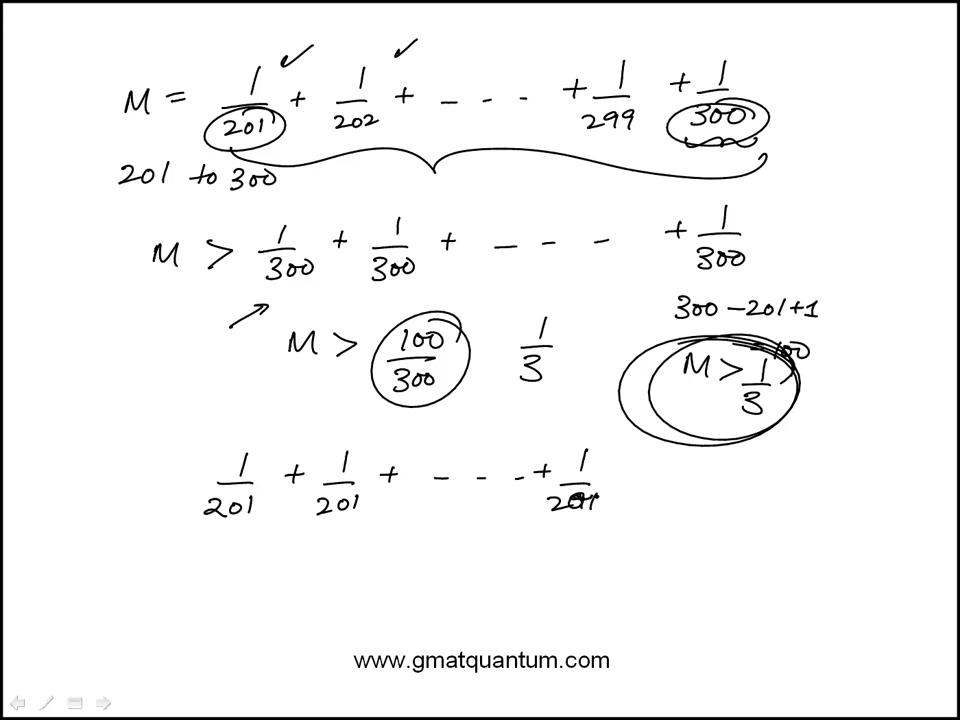 M = 1/201 + 1/202 + - - - - + 1/299 + 1/300
201 to 300
M > 1/300 + 1/300 + - - - + 1/300
300 - 201 + 1
= 100
M > 100/300 1/3
M > 1/3
1/201 + 1/201 + - - - - + 1/201
www.gmatquantum.com